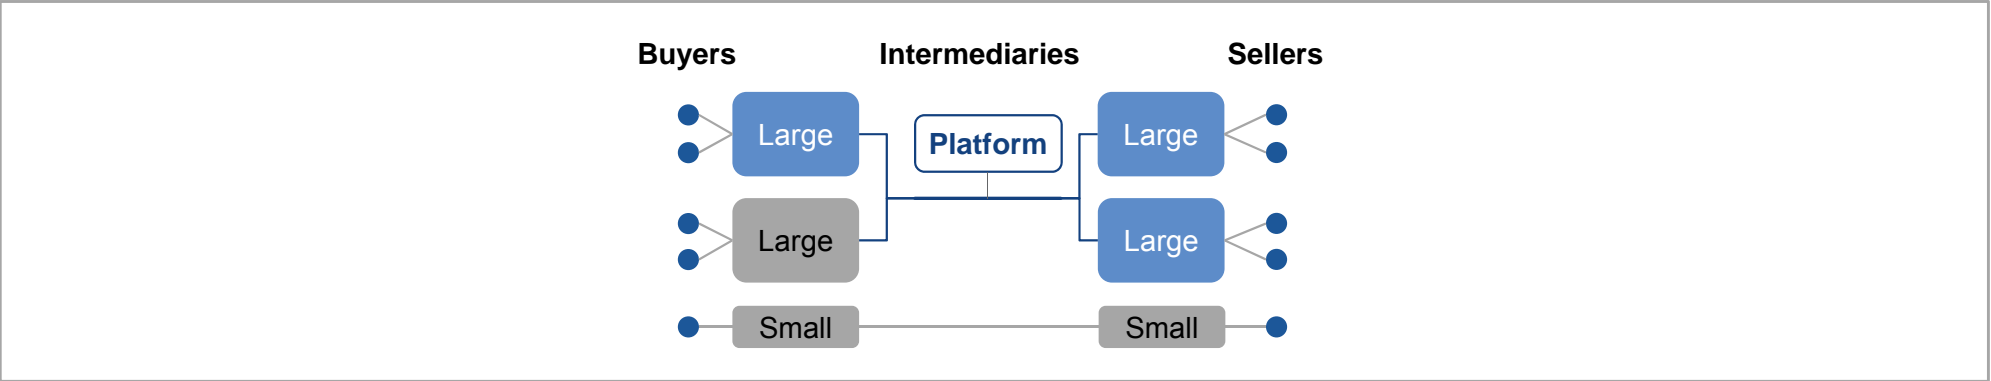 Buyers
Intermediaries
Sellers
Large
Platform
Large
Large
Large
Small
Small